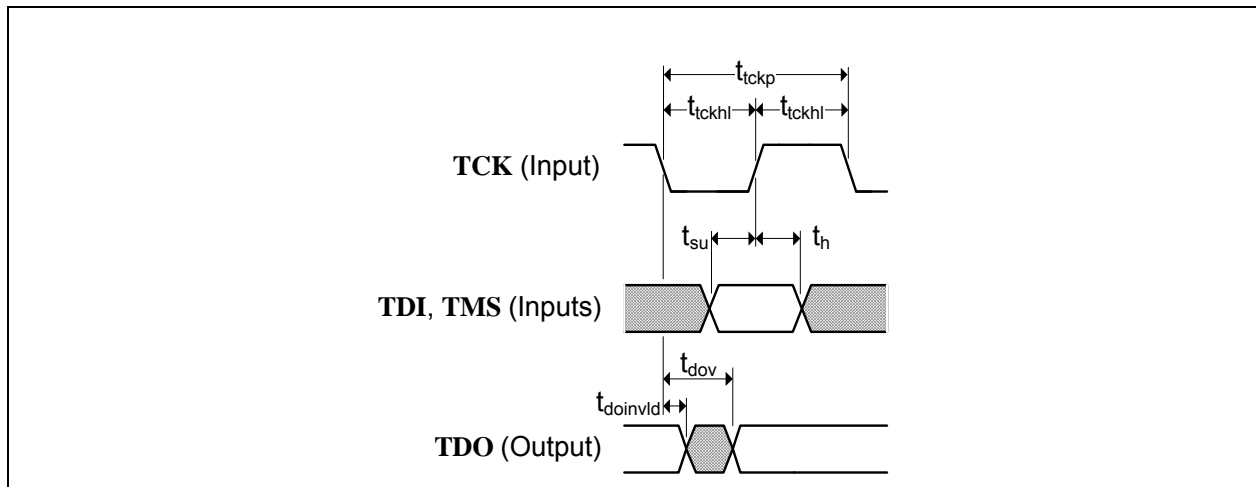 t_tckp
t_tckhl t_tckhl
TCK (Input)
t_su t_h
TDI, TMS (Inputs)
t_dov
t_doinvld
TDO (Output)